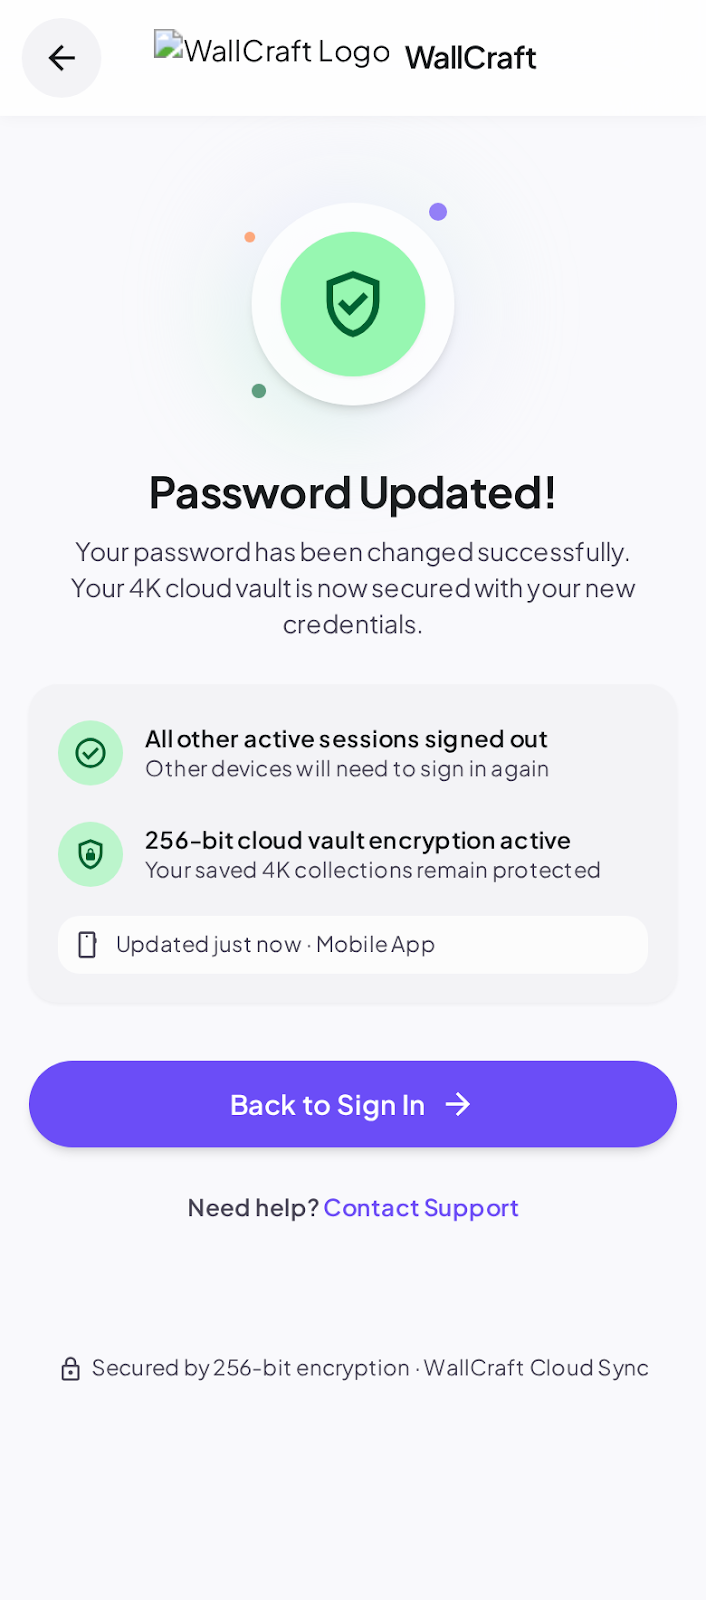 WallCraft Logo WallCraft
Password Updated!
Your password has been changed successfully.
Your 4K cloud vault is now secured with your new
credentials.
All other active sessions signed out
Other devices will need to sign in again
256-bit cloud vault encryption active
Your saved 4K collections remain protected
Updated just now · Mobile App
Back to Sign In
Need help? Contact Support
Secured by 256-bit encryption · WallCraft Cloud Sync